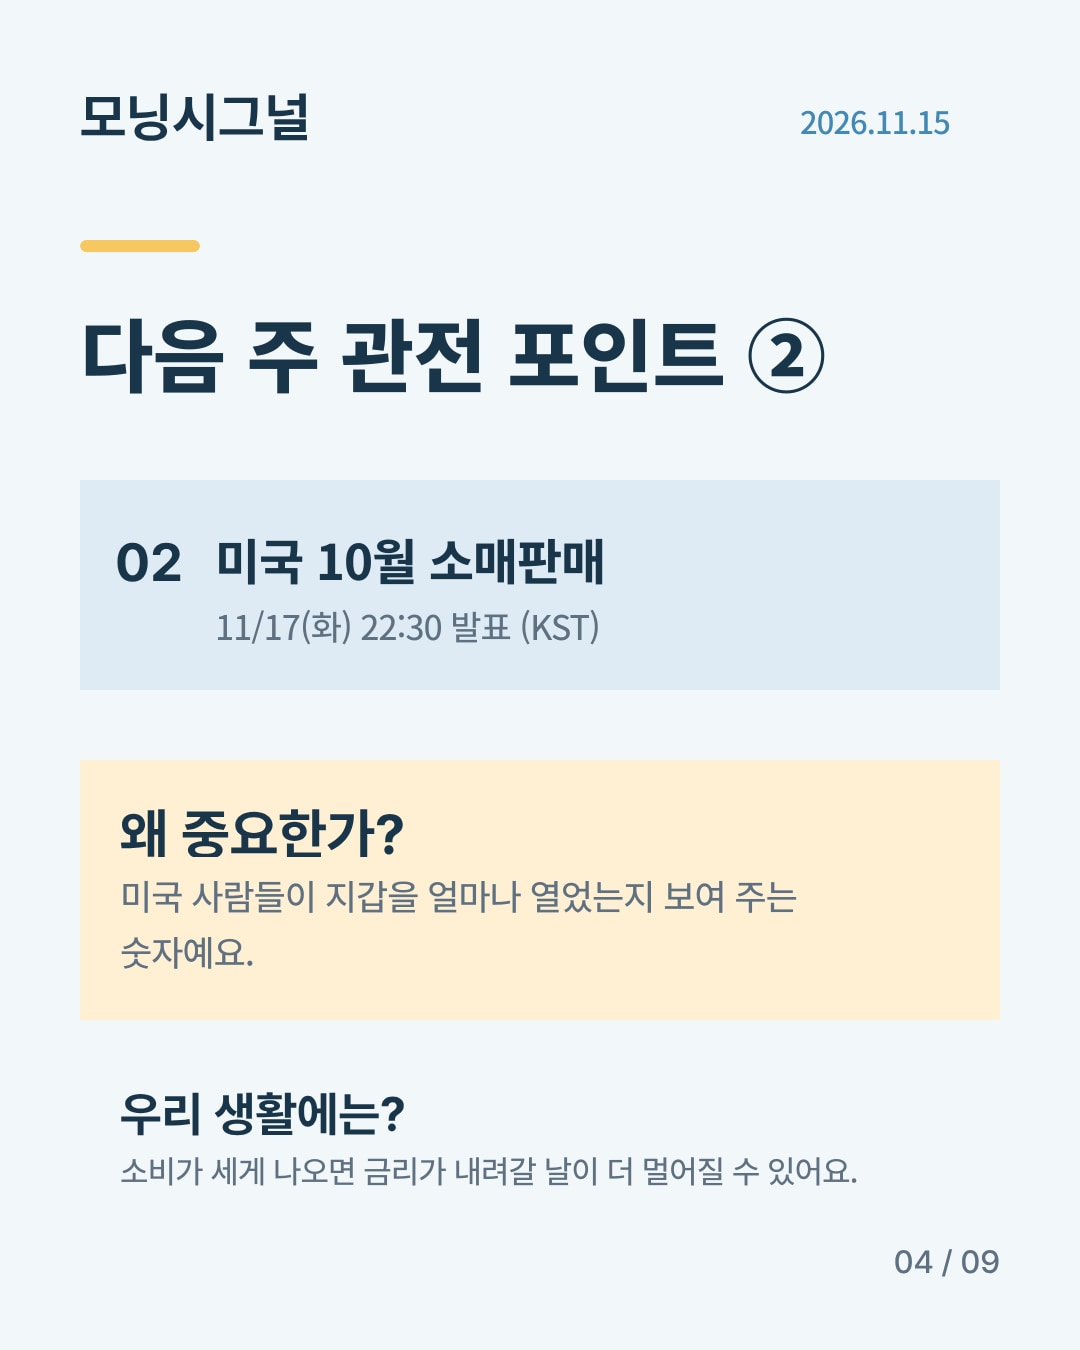 모닝시그널
2026.11.15
다음 주 관전 포인트 ②
02 미국 10월 소매판매
11/17(화) 22:30 발표 (KST)
왜 중요한가?
미국 사람들이 지갑을 얼마나 열었는지 보여 주는
숫자예요.
우리 생활에는?
소비가 세게 나오면 금리가 내려갈 날이 더 멀어질 수 있어요.
04 / 09